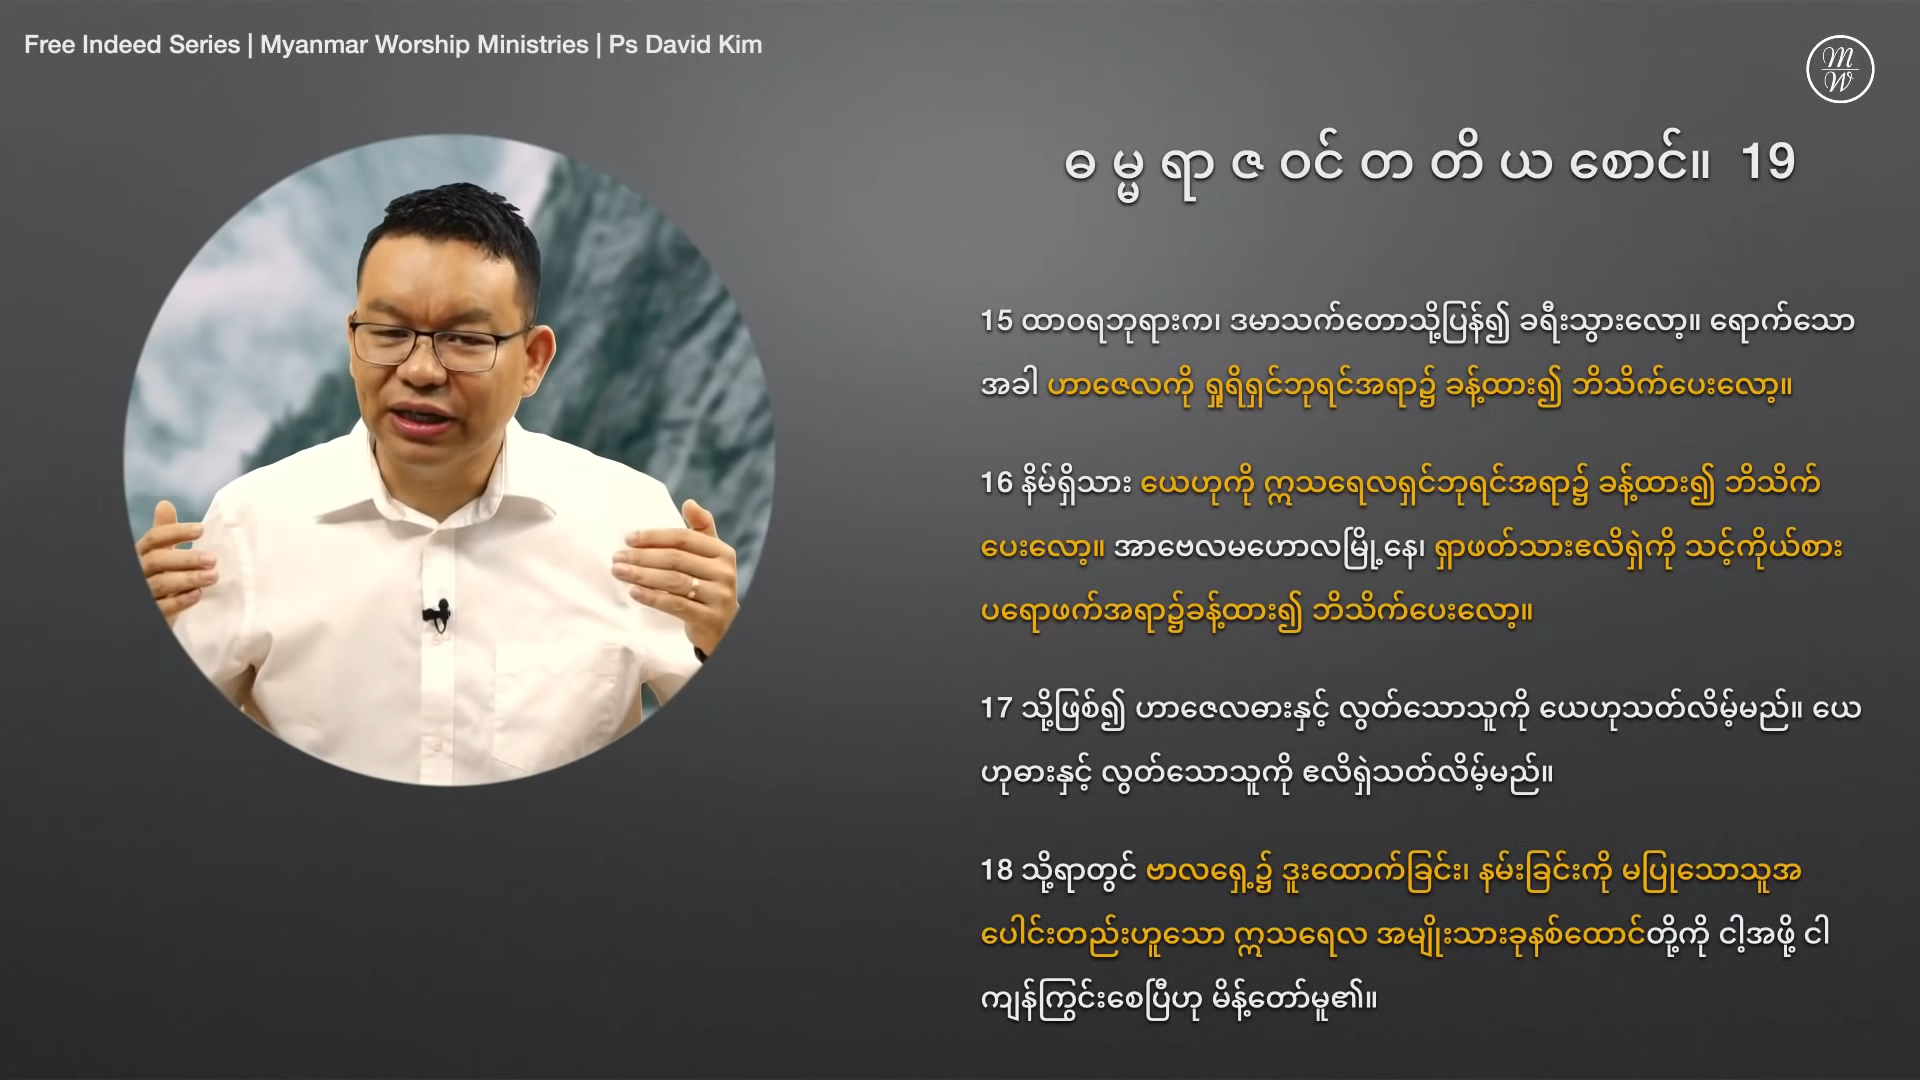 Free Indeed Series | Myanmar Worship Ministries | Ps David Kim
M
W
ဓ မ္မ ရာ ဇ ဝင် တ တိ ယ စောင်။ 19
15 ထာဝရဘုရားက၊ ဒမာသက်တောသို့ပြန်၍ ခရီးသွားလော့။ ရောက်သော
အခါ ဟာဇေလကို ရှုရိရှင်ဘုရင်အရာ၌ ခန့်ထား၍ ဘိသိက်ပေးလော့။
16 နိမ်ရှိသား ယေဟုကို ဣသရေလရှင်ဘုရင်အရာ၌ ခန့်ထား၍ ဘိသိက်
ပေးလော့။ အာဗေလမဟောလမြို့နေ၊ ရှာဖတ်သားဧလိရှဲကို သင့်ကိုယ်စား
ပရောဖက်အရာ၌ခန့်ထား၍ ဘိသိက်ပေးလော့။
17 သို့ဖြစ်၍ ဟာဇေလဓားနှင့် လွတ်သောသူကို ယေဟုသတ်လိမ့်မည်။ ယေ
ဟုဓားနှင့် လွတ်သောသူကို ဧလိရှဲသတ်လိမ့်မည်။
18 သို့ရာတွင် ဗာလရှေ့၌ ဒူးထောက်ခြင်း၊ နမ်းခြင်းကို မပြုသောသူအ
ပေါင်းတည်းဟူသော ဣသရေလ အမျိုးသားခုနစ်ထောင်တို့ကို ငါ့အဖို့ ငါ
ကျန်ကြွင်းစေပြီဟု မိန့်တော်မူ၏။